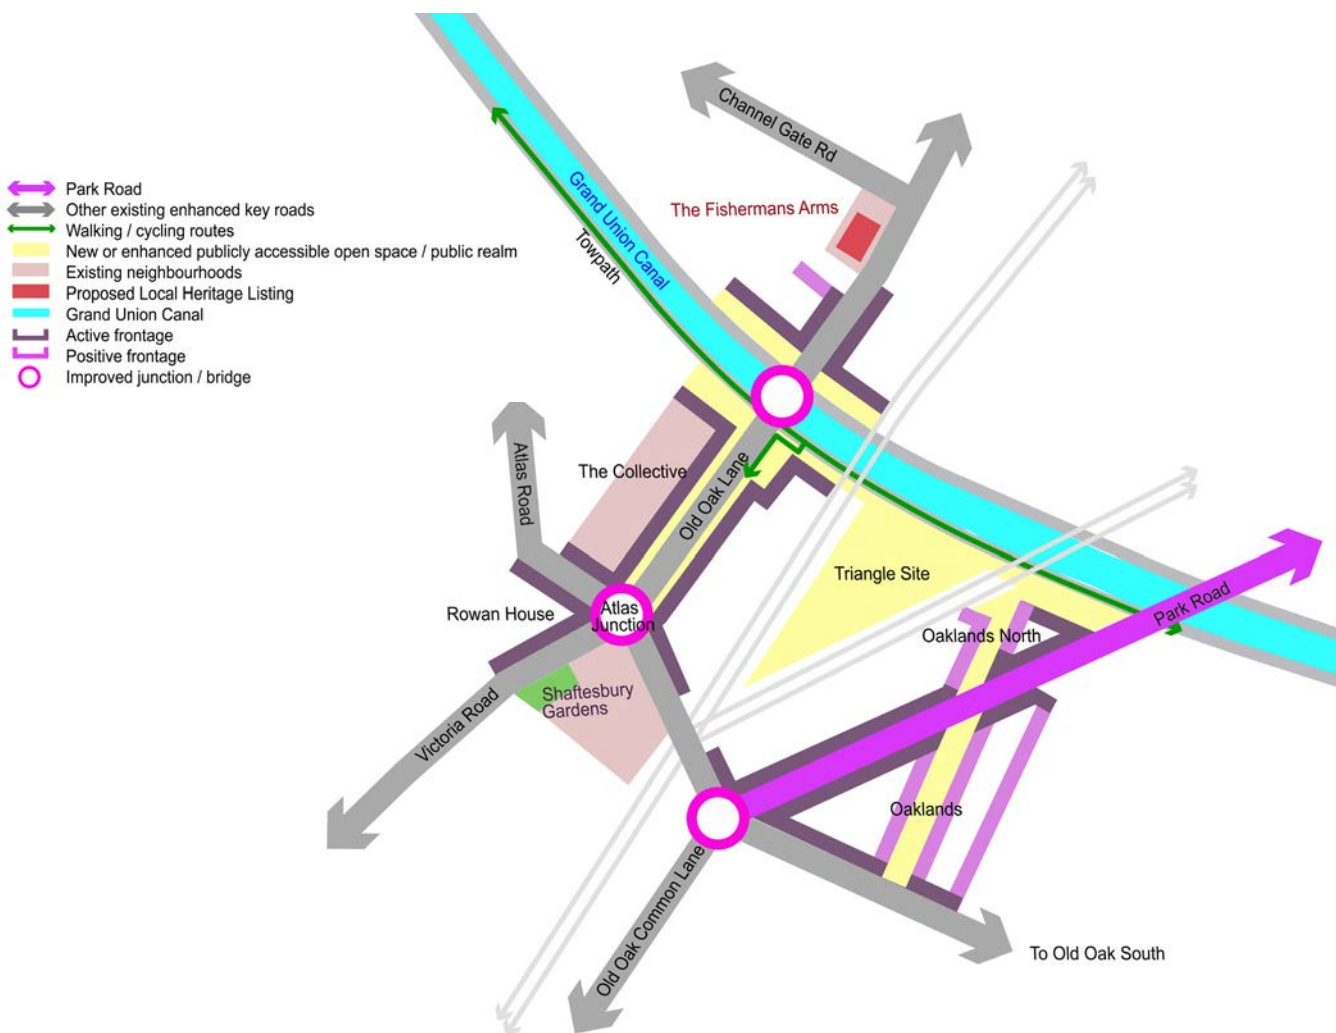 Park Road
Other existing enhanced key roads
Walking / cycling routes
New or enhanced publicly accessible open space / public realm
Existing neighbourhoods
Proposed Local Heritage Listing
Grand Union Canal
Active frontage
Positive frontage
Improved junction / bridge
Channel Gate Rd
The Fishermans Arms
Grand Union Canal
Towpath
Atlas Road
The Collective
Old Oak Lane
Triangle Site
Rowan House
Atlas
Junction
Park Road
Oaklands North
Shaftesbury
Gardens
Victoria Road
Oaklands
Old Oak Common Lane
To Old Oak South